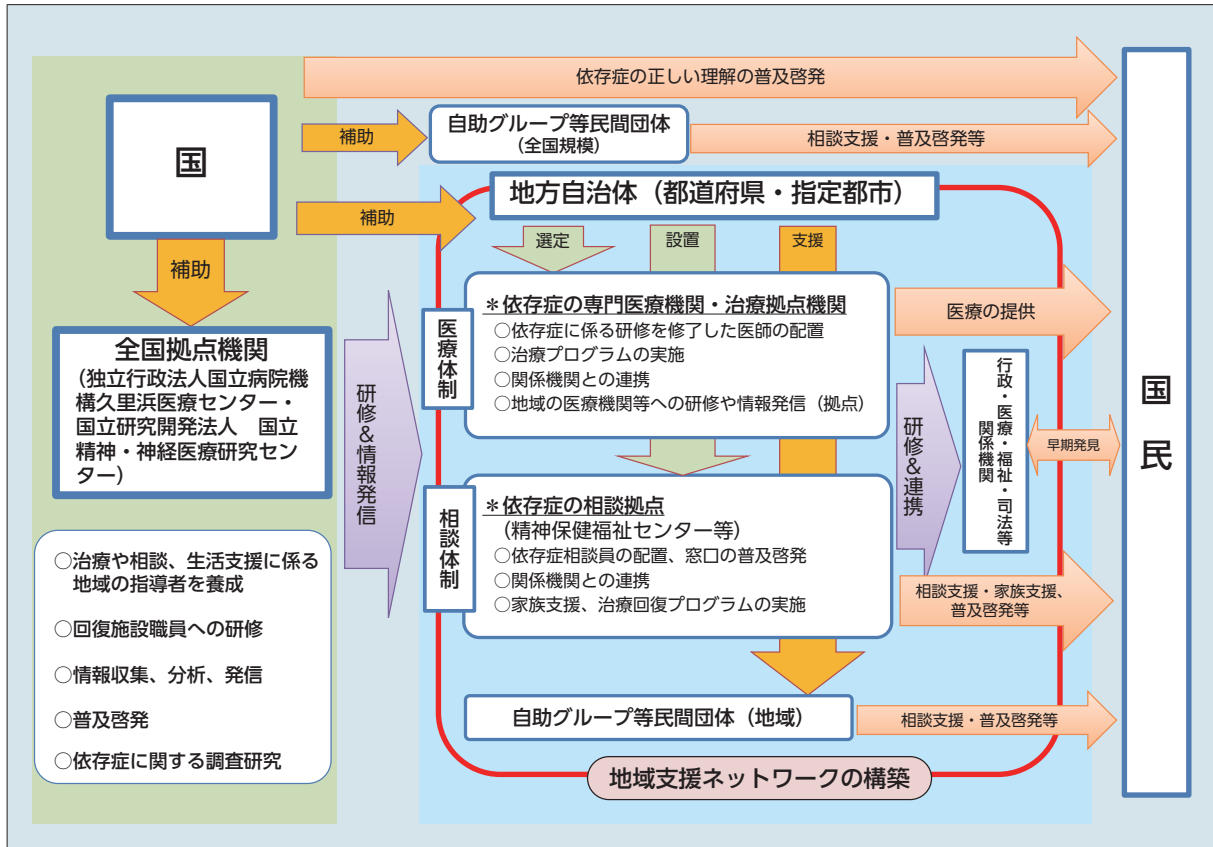 依存症の正しい理解の普及啓発
国
補助
自助グループ等民間団体
(全国規模)
相談支援・普及啓発等
補助
地方自治体(都道府県・指定都市)
補助
選定
設置
支援
全国拠点機関
(独立行政法人国立病院機
構久里浜医療センター・
国立研究開発法人 国立
精神・神経医療研究セン
ター)
○治療や相談、生活支援に係る
地域の指導者を養成
○回復施設職員への研修
○情報収集、分析、発信
○普及啓発
○依存症に関する調査研究
研修&情報発信
医療体制
*依存症の専門医療機関・治療拠点機関
○依存症に係る研修を修了した医師の配置
○治療プログラムの実施
○関係機関との連携
○地域の医療機関等への研修や情報発信(拠点)
医療の提供
研修&連携
行政・医療・福祉・司法等
関係機関
早期発見
国民
相談体制
*依存症の相談拠点
(精神保健福祉センター等)
○依存症相談員の配置、窓口の普及啓発
○関係機関との連携
○家族支援、治療回復プログラムの実施
相談支援・家族支援、
普及啓発等
自助グループ等民間団体(地域)
相談支援・普及啓発等
地域支援ネットワークの構築